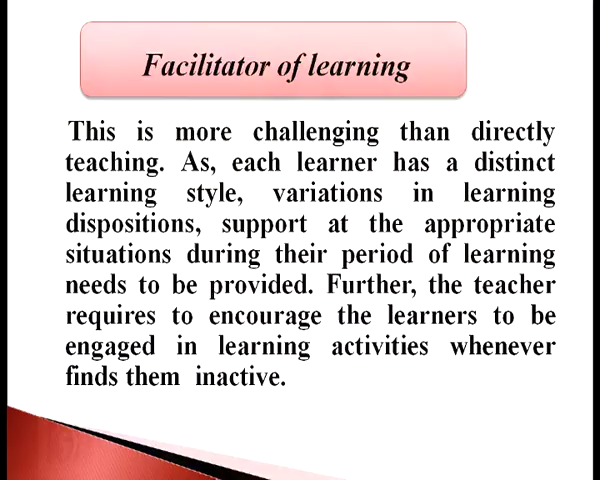 Facilitator of learning
This is more challenging than directly
teaching. As, each learner has a distinct
learning style, variations in learning
dispositions, support at the appropriate
situations during their period of learning
needs to be provided. Further, the teacher
requires to encourage the learners to be
engaged in learning activities whenever
finds them inactive.